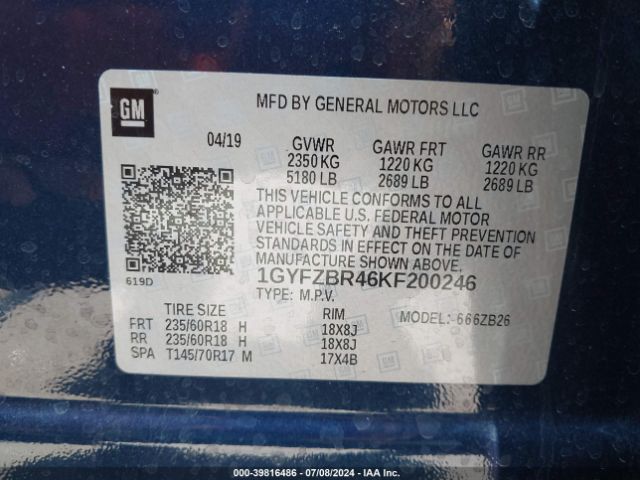 GM
MFD BY GENERAL MOTORS LLC
04/19 GVWR GAWR FRT GAWR RR
2350 KG 1220 KG 1220 KG
5180 LB 2689 LB 2689 LB
THIS VEHICLE CONFORMS TO ALL
APPLICABLE U.S. FEDERAL MOTOR
VEHICLE SAFETY AND THEFT PREVENTION
STANDARDS IN EFFECT ON THE DATE OF
MANUFACTURE SHOWN ABOVE.
619D
1GYFZBR46KF200246
TYPE: M.P.V.
TIRE SIZE RIM MODEL: 666ZB26
FRT 235/60R18 H 18X8J
RR 235/60R18 H 18X8J
SPA T145/70R17 M 17X4B
000-39816486 - 07/08/2024 - IAA Inc.